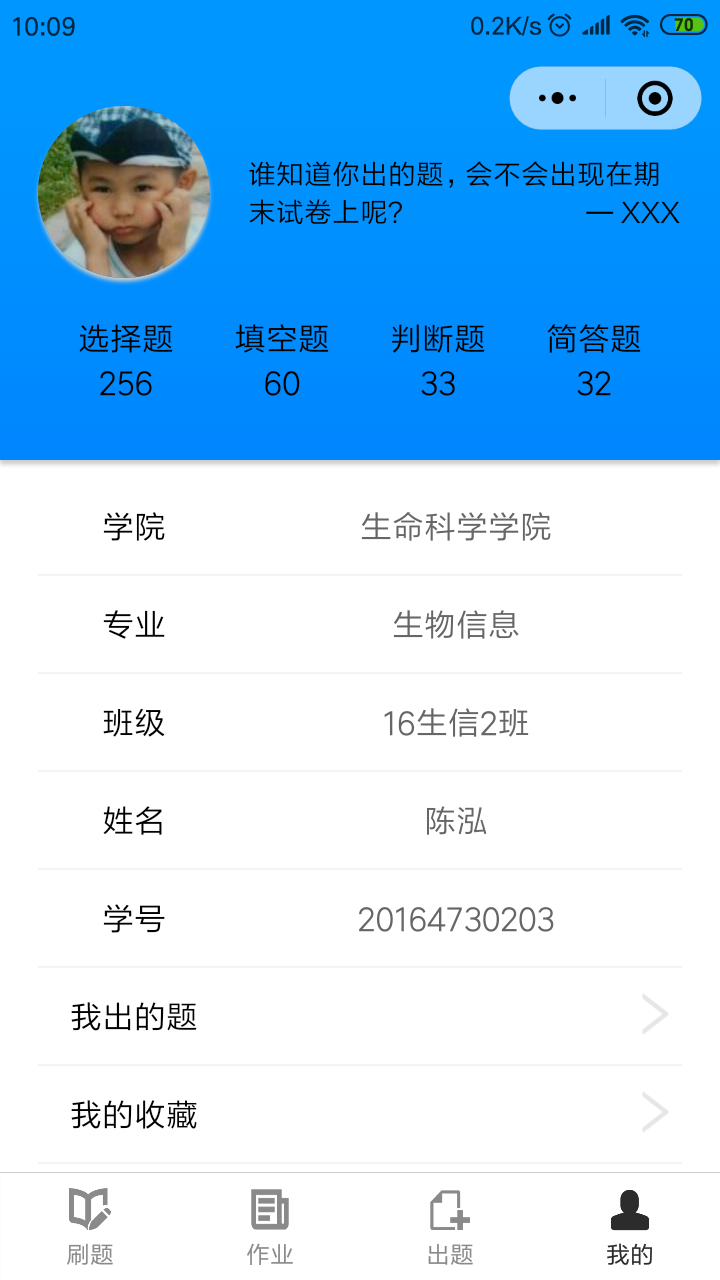 10:09 0.2K/s 70
谁知道你出的题，会不会出现在期
末试卷上呢？ — XXX
选择题 填空题 判断题 简答题
256 60 33 32
学院 生命科学学院
专业 生物信息
班级 16生信2班
姓名 陈泓
学号 20164730203
我出的题
我的收藏
刷题 作业 出题 我的